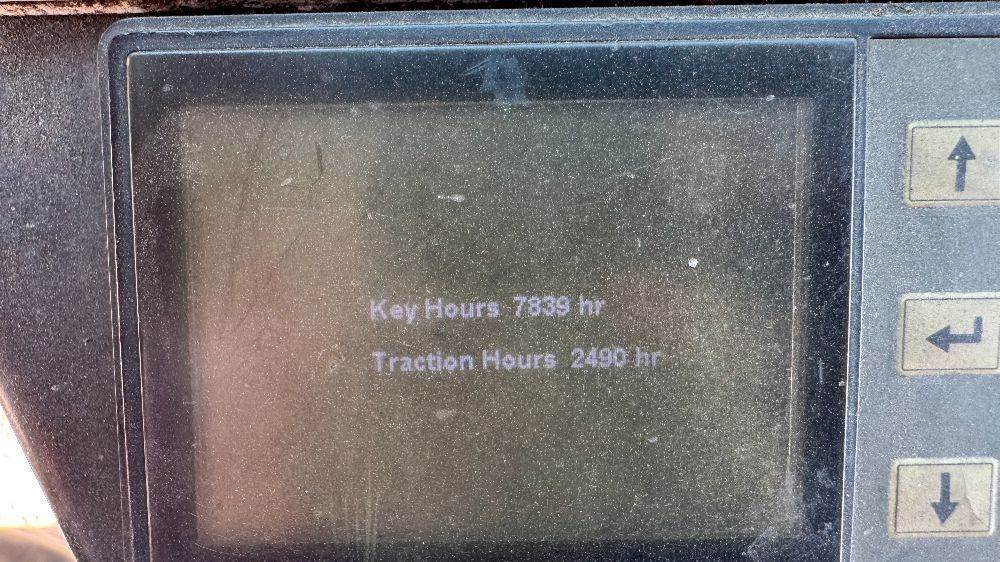 Key Hours 7839 hr
Traction Hours 2490 hr